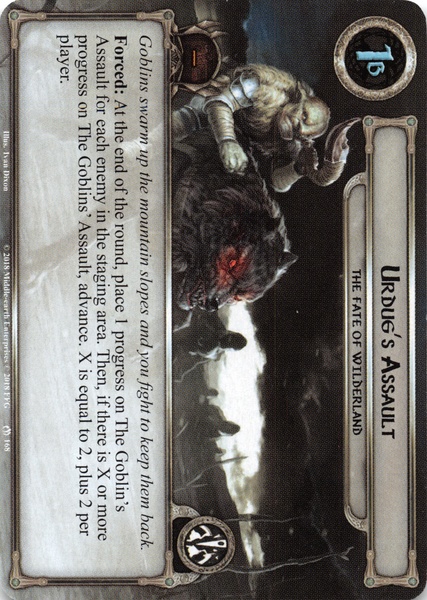 1B
Urdug's Assault
The Fate of Wilderland
–
Goblins swarm up the mountain slopes and you fight to keep them back.
Forced: At the end of the round, place 1 progress on The Goblin's
Assault for each enemy in the staging area. Then, if there is X or more
progress on The Goblins' Assault, advance. X is equal to 2, plus 2 per
player.
Illus. Ivan Dixon © 2018 Middle-earth Enterprises © 2018 FFG 168